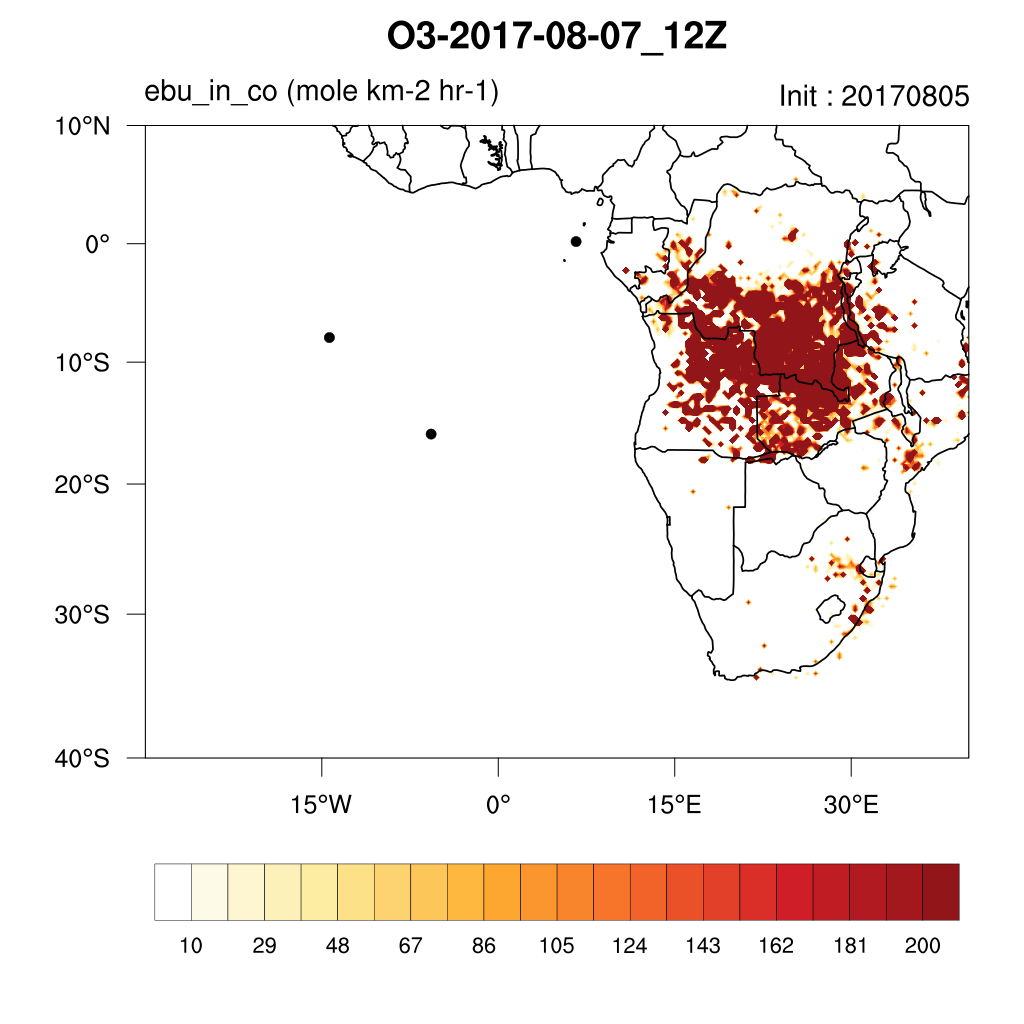 O3-2017-08-07_12Z
ebu_in_co (mole km-2 hr-1)
Init : 20170805
10°N
0°
10°S
20°S
30°S
40°S
15°W 0° 15°E 30°E
10 29 48 67 86 105 124 143 162 181 200